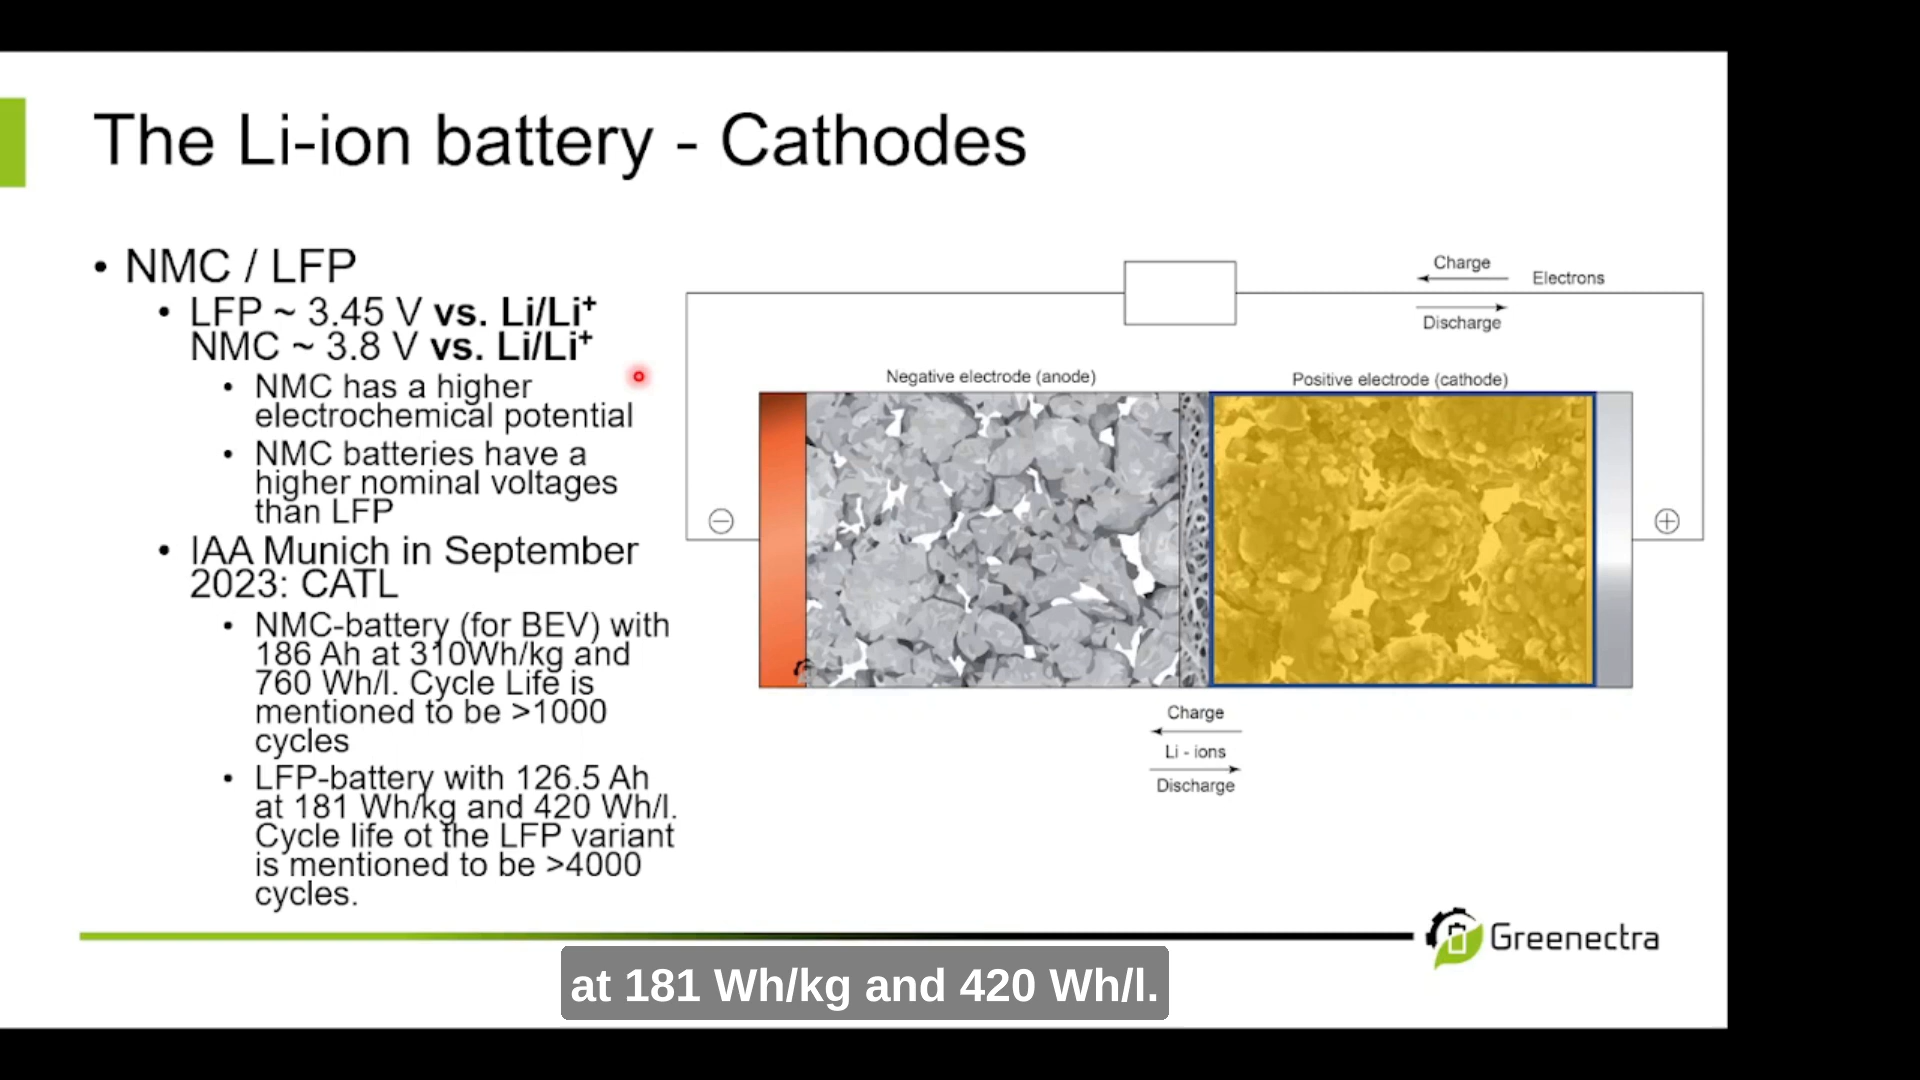 The Li-ion battery - Cathodes
• NMC / LFP
• LFP ~ 3.45 V vs. Li/Li⁺
NMC ~ 3.8 V vs. Li/Li⁺
• NMC has a higher
electrochemical potential
• NMC batteries have a
higher nominal voltages
than LFP
• IAA Munich in September
2023: CATL
• NMC-battery (for BEV) with
186 Ah at 310Wh/kg and
760 Wh/l. Cycle Life is
mentioned to be >1000
cycles
• LFP-battery with 126.5 Ah
at 181 Wh/kg and 420 Wh/l.
Cycle life ot the LFP variant
is mentioned to be >4000
cycles.
Charge
Electrons
Discharge
Negative electrode (anode)
Positive electrode (cathode)
−
+
Charge
Li - ions
Discharge
Greenectra
at 181 Wh/kg and 420 Wh/l.